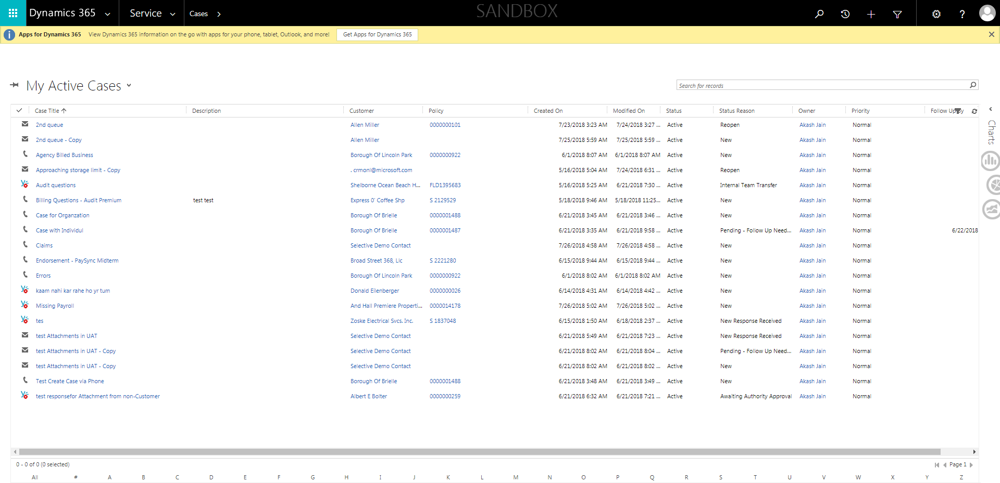 Dynamics 365 Service Cases SANDBOX ?
Apps for Dynamics 365 View Dynamics 365 information on the go with apps for your phone, tablet, Outlook, and more! Get Apps for Dynamics 365
My Active Cases Search for records
Case Title Description Customer Policy Created On Modified On Status Status Reason Owner Priority Follow Up By
Charts
2nd queue Allen Miller 0000000101 7/23/2018 3:23 AM 7/24/2018 3:27 ... Active Reopen Akash Jain Normal
2nd queue - Copy Allen Miller 7/25/2018 5:59 AM 7/25/2018 5:59 ... Active New Akash Jain Normal
Agency Billed Business Borough Of Lincoln Park 0000000922 6/1/2018 8:07 AM 6/1/2018 8:07 AM Active New Akash Jain Normal
Approaching storage limit - Copy . crmonl@microsoft.com 5/16/2018 5:04 AM 7/24/2018 6:31 ... Active Reopen Akash Jain Normal
Audit questions Shelborne Ocean Beach H... FLD1395683 5/16/2018 5:25 AM 6/21/2018 7:30 ... Active Internal Team Transfer Akash Jain Normal
Billing Questions - Audit Premium test test Express 0' Coffee Shp S 2129529 5/18/2018 9:46 AM 5/18/2018 11:25... Active New Akash Jain Normal
Case for Organzation Borough Of Brielle 0000001488 6/21/2018 3:45 AM 6/21/2018 3:46 ... Active New Akash Jain Normal
Case with Individul Borough Of Brielle 0000001487 6/21/2018 3:35 AM 6/21/2018 9:58 ... Active Pending - Follow Up Need... Akash Jain Normal 6/22/2018
Claims Selective Demo Contact 7/26/2018 4:58 AM 7/26/2018 4:58 ... Active New Akash Jain Normal
Endorsement - PaySync Midterm Broad Street 368, Llc S 2221280 6/15/2018 9:44 AM 6/15/2018 9:44 ... Active New Akash Jain Normal
Errors Borough Of Lincoln Park 0000000922 6/1/2018 8:02 AM 6/1/2018 8:02 AM Active New Akash Jain Normal
kaam nahi kar rahe ho yr tum Donald Eilenberger 0000000026 6/14/2018 4:31 AM 6/14/2018 4:42 ... Active New Akash Jain Normal
Missing Payroll And Hall Premiere Properti... 0000014178 7/26/2018 5:02 AM 7/26/2018 5:02 ... Active New Akash Jain Normal
tes Zoske Electrical Svcs. Inc. S 1837048 6/15/2018 1:50 AM 6/18/2018 2:37 ... Active New Response Received Akash Jain Normal
test Attachments in UAT Selective Demo Contact 6/21/2018 5:49 AM 6/21/2018 7:23 ... Active New Response Received Akash Jain Normal
test Attachments in UAT - Copy Selective Demo Contact 6/21/2018 8:02 AM 6/21/2018 8:04 ... Active Pending - Follow Up Need... Akash Jain Normal
test Attachments in UAT - Copy Selective Demo Contact 6/21/2018 8:02 AM 6/21/2018 8:02 ... Active New Akash Jain Normal
Test Create Case via Phone Borough Of Brielle 0000001488 6/21/2018 3:48 AM 6/21/2018 3:49 ... Active New Akash Jain Normal
test responsefor Attachment from non-Customer Albert E Bolter 0000000259 6/21/2018 6:32 AM 6/21/2018 7:21 ... Active Awaiting Authority Approval Akash Jain Normal
0 - 0 of 0 (0 selected) Page 1
All # A B C D E F G H I J K L M N O P Q R S T U V W X Y Z